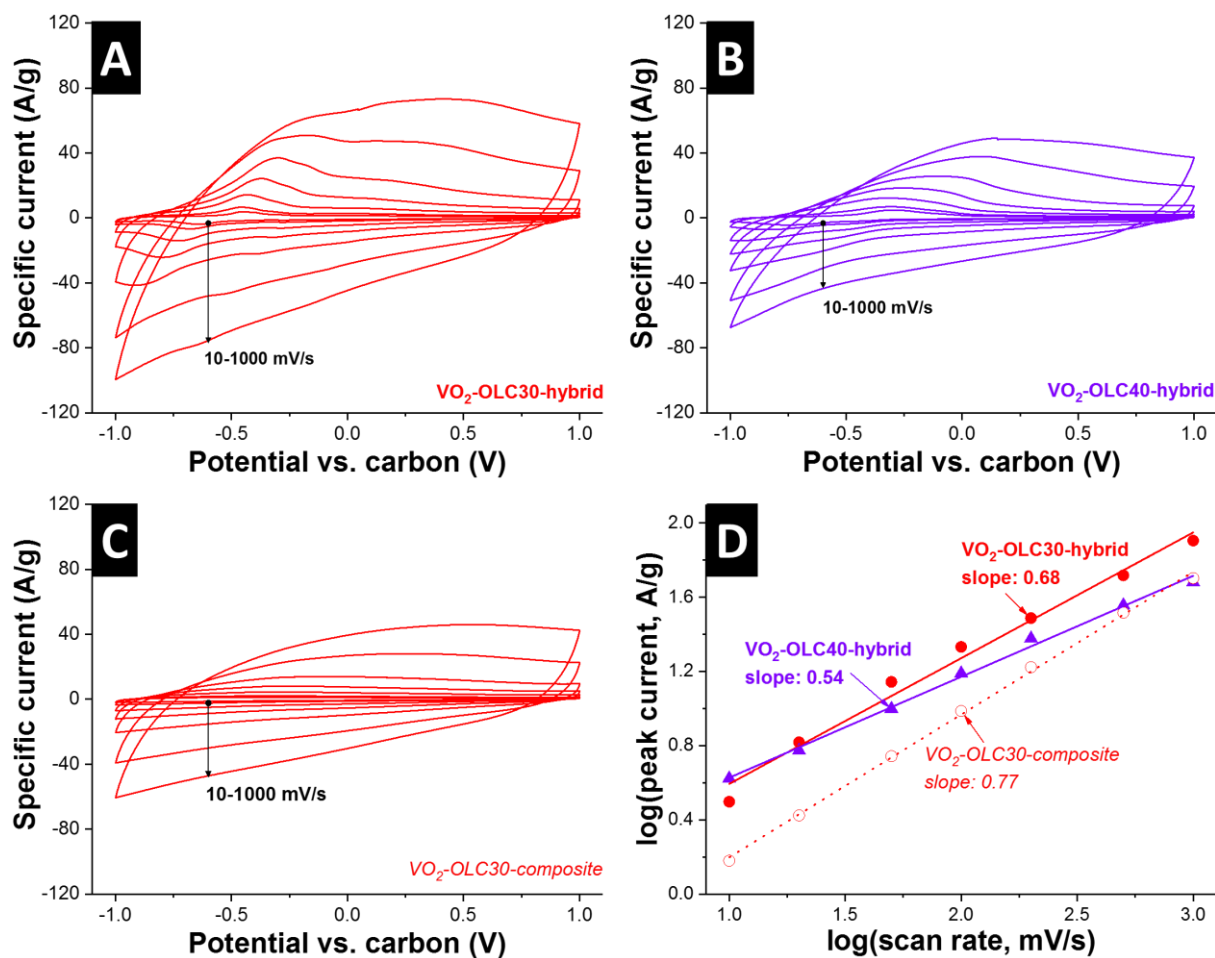 A
120
80
40
0
-40
-80
-120
Specific current (A/g)
10-1000 mV/s
VO₂-OLC30-hybrid
-1.0 -0.5 0.0 0.5 1.0
Potential vs. carbon (V)
B
120
80
40
0
-40
-80
-120
Specific current (A/g)
10-1000 mV/s
VO₂-OLC40-hybrid
-1.0 -0.5 0.0 0.5 1.0
Potential vs. carbon (V)
C
120
80
40
0
-40
-80
-120
Specific current (A/g)
10-1000 mV/s
VO₂-OLC30-composite
-1.0 -0.5 0.0 0.5 1.0
Potential vs. carbon (V)
D
2.0
1.6
1.2
0.8
0.4
0.0
log(peak current, A/g)
VO₂-OLC30-hybrid
slope: 0.68
VO₂-OLC40-hybrid
slope: 0.54
VO₂-OLC30-composite
slope: 0.77
1.0 1.5 2.0 2.5 3.0
log(scan rate, mV/s)